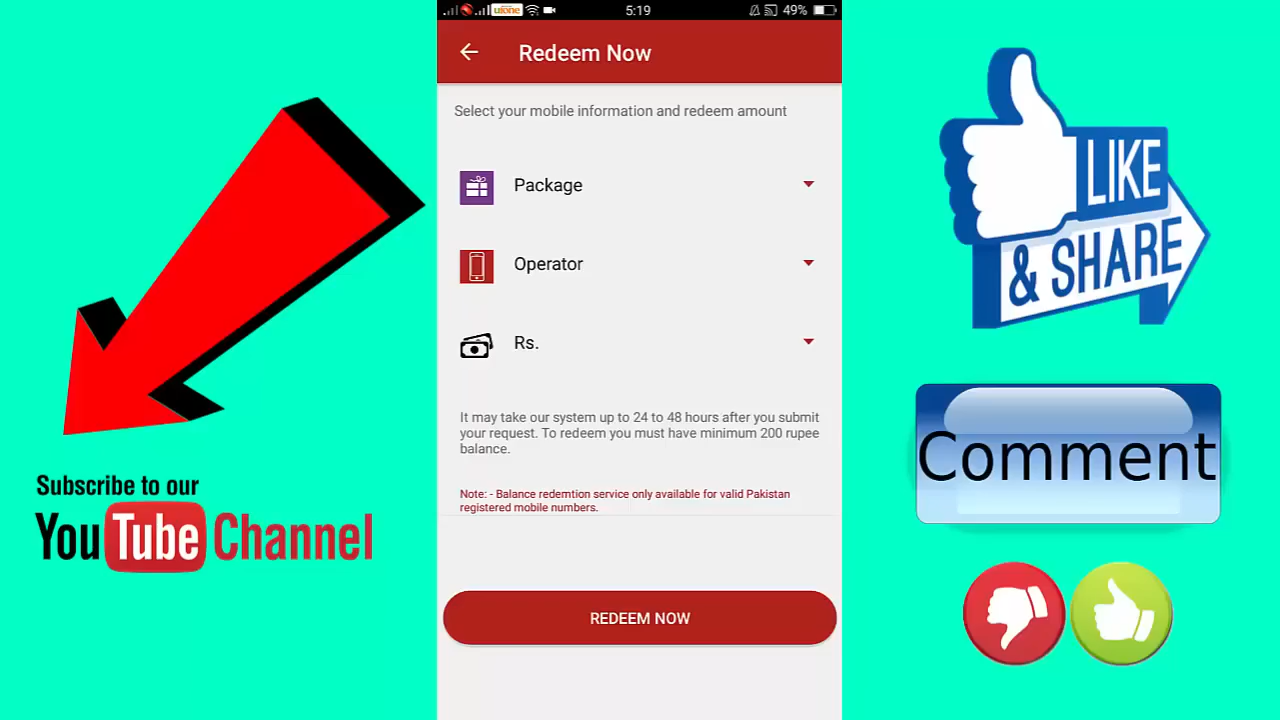 ufone
5:19
49%
Redeem Now
Select your mobile information and redeem amount
Package
Operator
Rs.
It may take our system up to 24 to 48 hours after you submit
your request. To redeem you must have minimum 200 rupee
balance.
Note: - Balance redemtion service only available for valid Pakistan
registered mobile numbers.
REDEEM NOW
Subscribe to our
YouTube Channel
LIKE
& SHARE
Comment